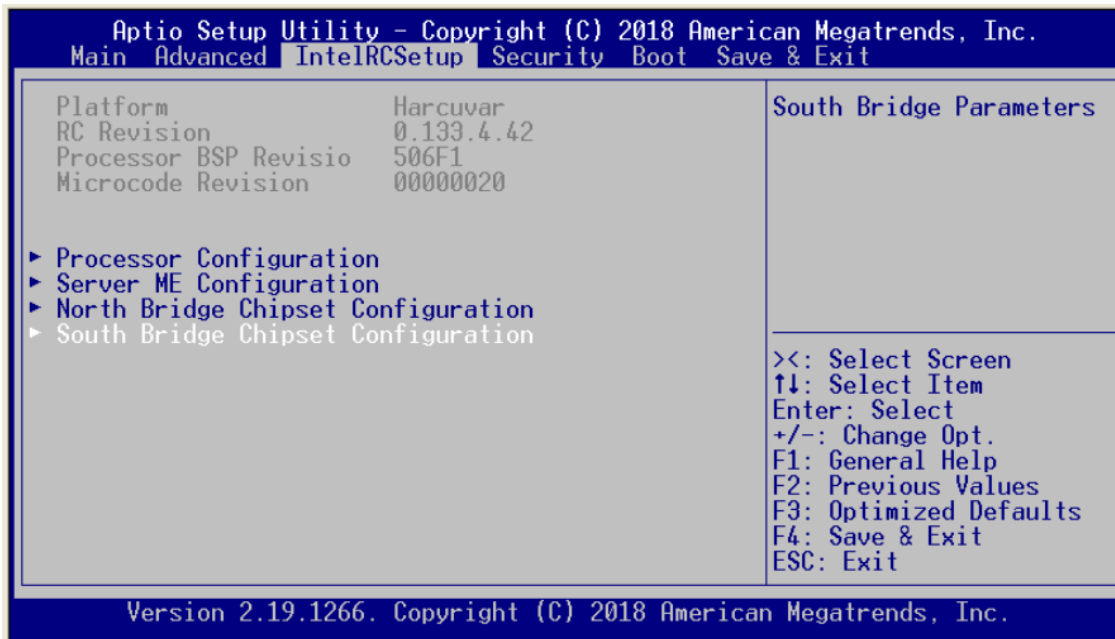 Aptio Setup Utility – Copyright (C) 2018 American Megatrends, Inc.
Main Advanced IntelRCSetup Security Boot Save & Exit
Platform Harcuvar
RC Revision 0.133.4.42
Processor BSP Revisio 506F1
Microcode Revision 00000020
► Processor Configuration
► Server ME Configuration
► North Bridge Chipset Configuration
► South Bridge Chipset Configuration
South Bridge Parameters
><: Select Screen
↑↓: Select Item
Enter: Select
+/-: Change Opt.
F1: General Help
F2: Previous Values
F3: Optimized Defaults
F4: Save & Exit
ESC: Exit
Version 2.19.1266. Copyright (C) 2018 American Megatrends, Inc.